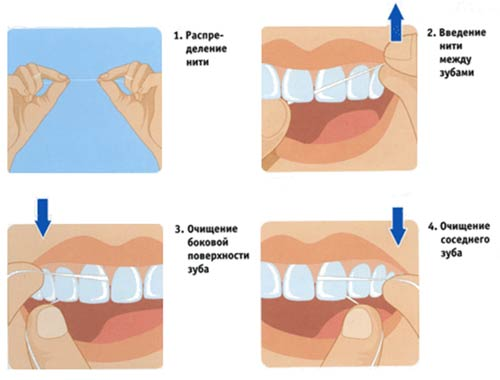 1. Распре-
деление
нити
2. Введение
нити
между
зубами
3. Очищение
боковой
поверхности
зуба
4. Очищение
соседнего
зуба